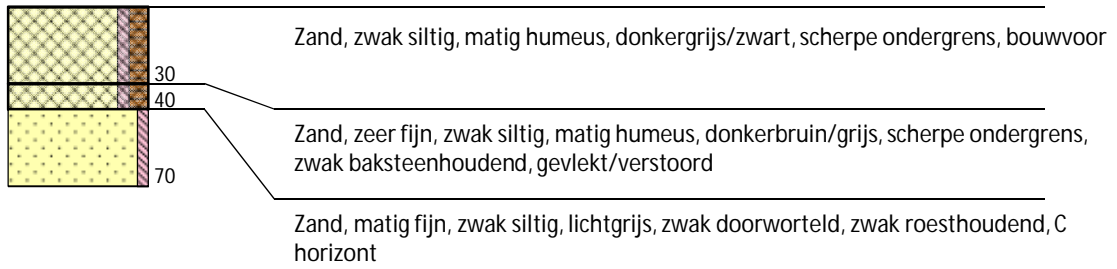 Zand, zwak siltig, matig humeus, donkergrijs/zwart, scherpe ondergrens, bouwvoor
30
40
Zand, zeer fijn, zwak siltig, matig humeus, donkerbruin/grijs, scherpe ondergrens,
zwak baksteenhoudend, gevlekt/verstoord
70
Zand, matig fijn, zwak siltig, lichtgrijs, zwak doorworteld, zwak roesthoudend, C
horizont